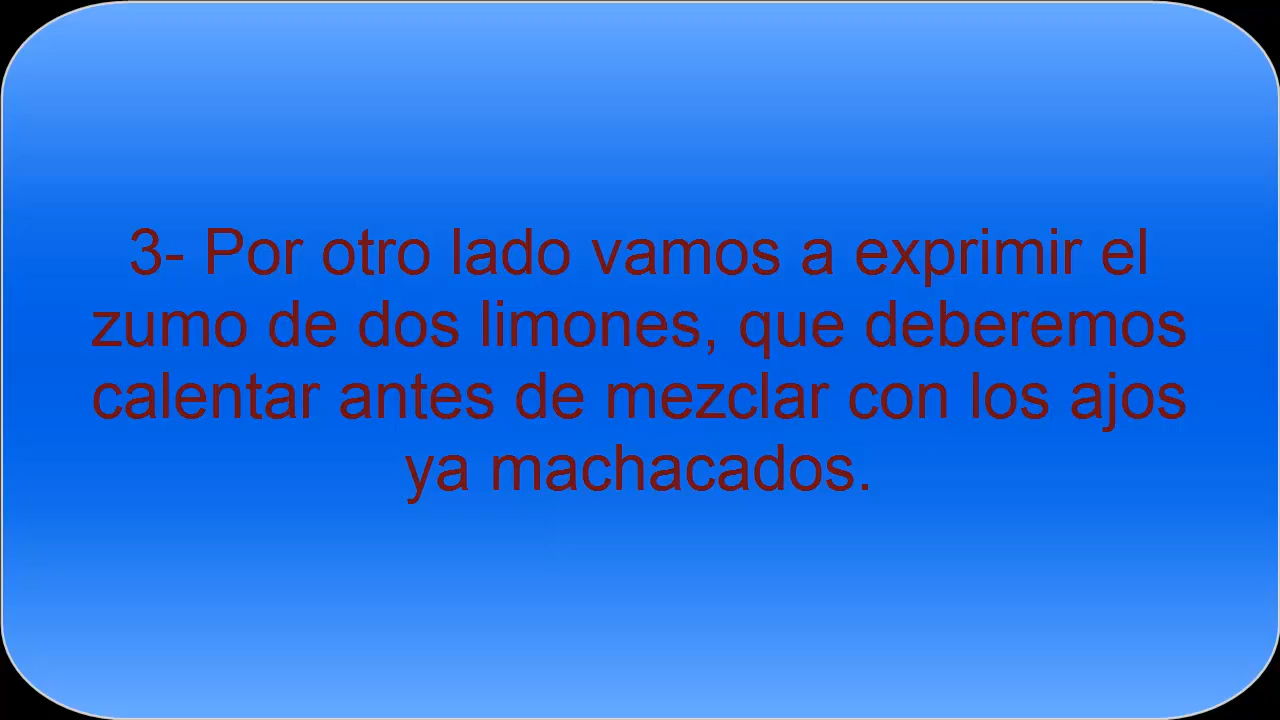 3- Por otro lado vamos a exprimir el
zumo de dos limones, que deberemos
calentar antes de mezclar con los ajos
ya machacados.